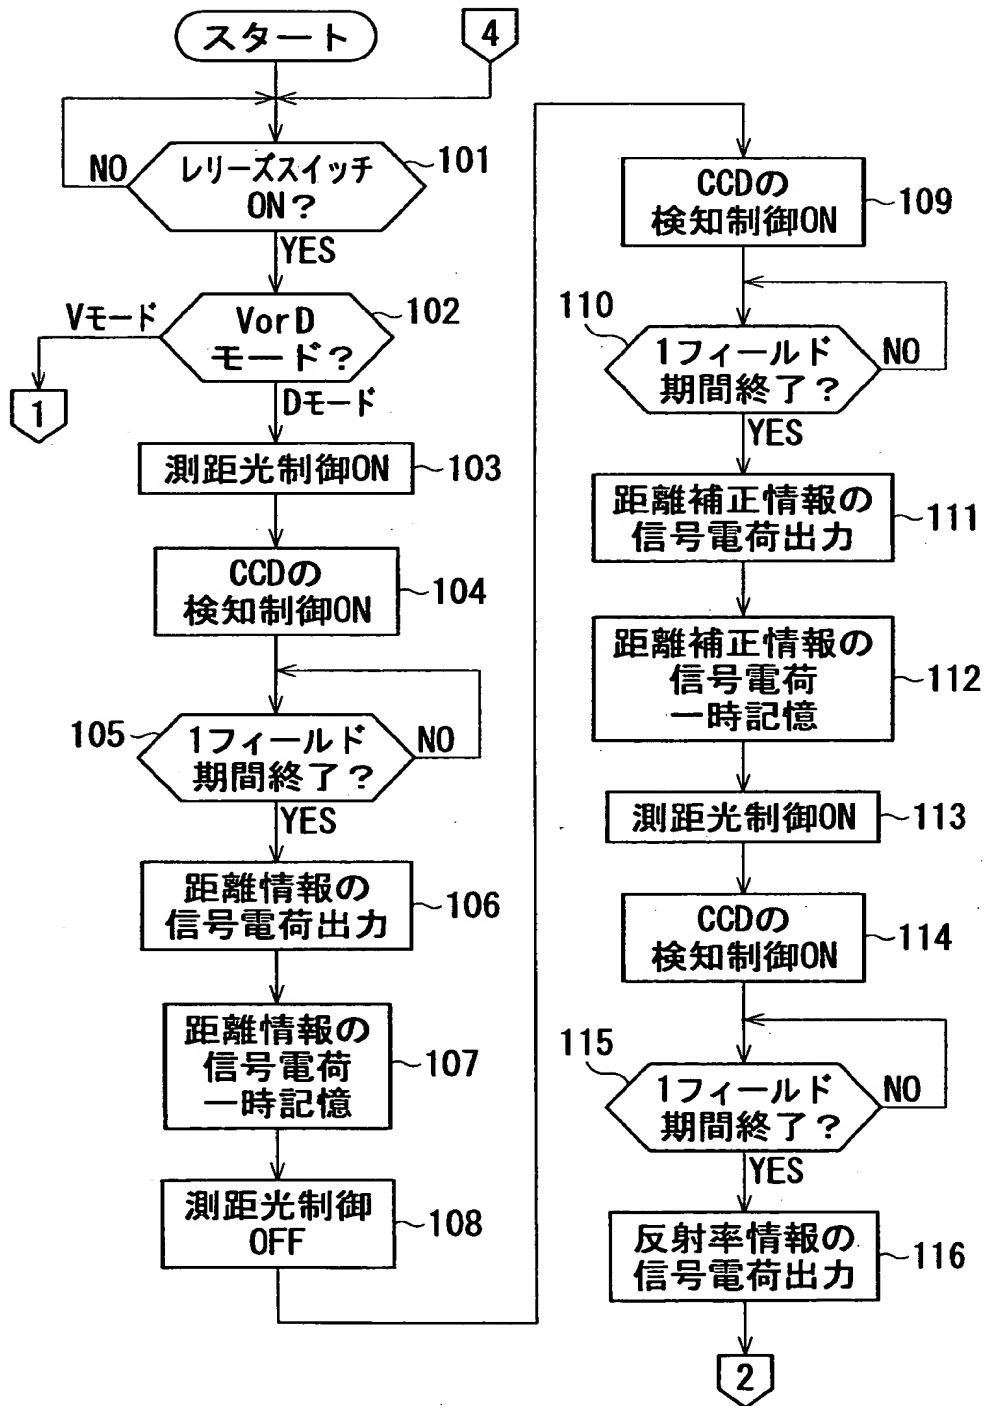 スタート
4
レリーズスイッチ
ON？
101
NO
YES
VorD
モード？
102
Vモード
1
Dモード
測距光制御ON
103
CCDの
検知制御ON
104
1フィールド
期間終了？
105
NO
YES
距離情報の
信号電荷出力
106
距離情報の
信号電荷
一時記憶
107
測距光制御
OFF
108
CCDの
検知制御ON
109
1フィールド
期間終了？
110
NO
YES
距離補正情報の
信号電荷出力
111
距離補正情報の
信号電荷
一時記憶
112
測距光制御ON
113
CCDの
検知制御ON
114
1フィールド
期間終了？
115
NO
YES
反射率情報の
信号電荷出力
116
2